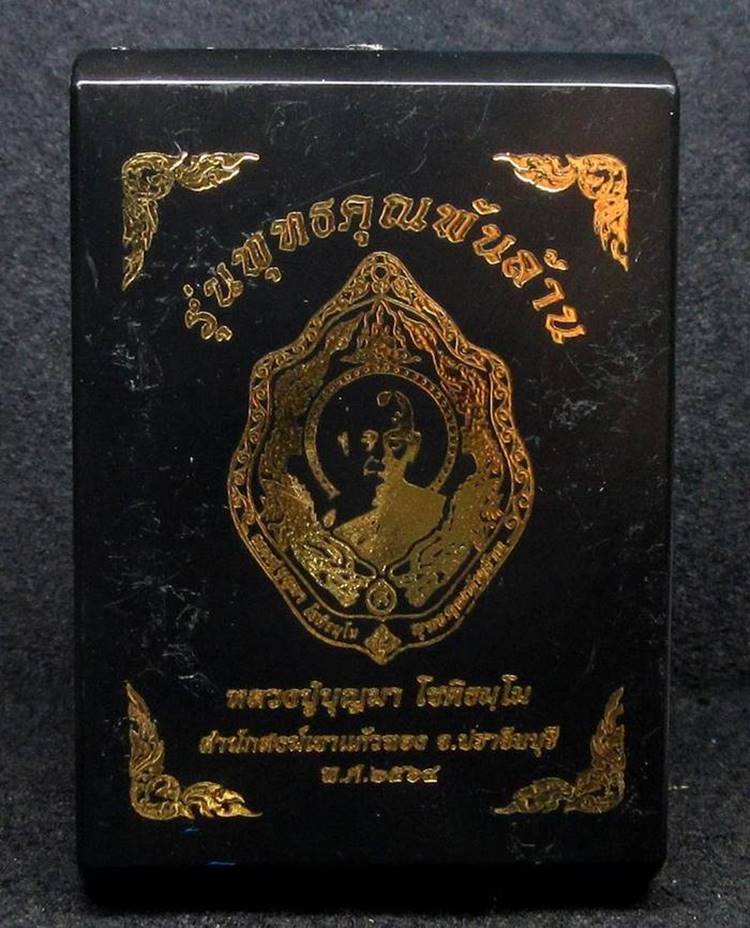 รุ่นพุทธคุณพันล้าน
หลวงปู่บุญมา โชติธมฺโม
สำนักสงฆ์เขาแก้วทอง จ.ปราจีนบุรี
พ.ศ.๒๕๖๔